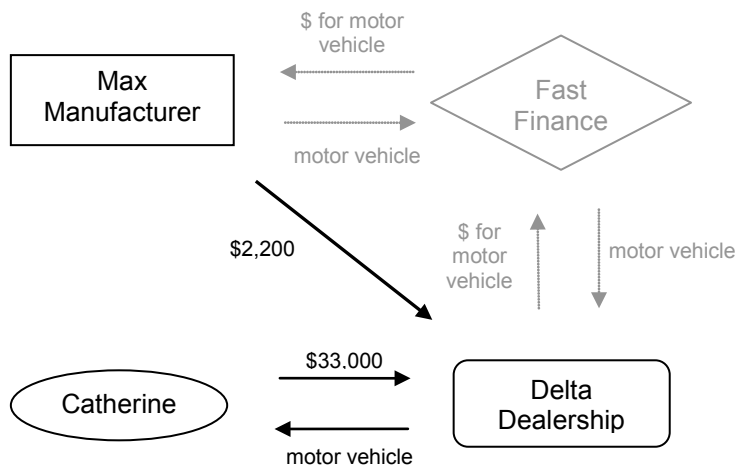 $ for motor
vehicle
Max
Manufacturer
Fast
Finance
motor vehicle
$2,200
$ for
motor
vehicle
motor vehicle
$33.000
Catherine
Delta
Dealership
motor vehicle